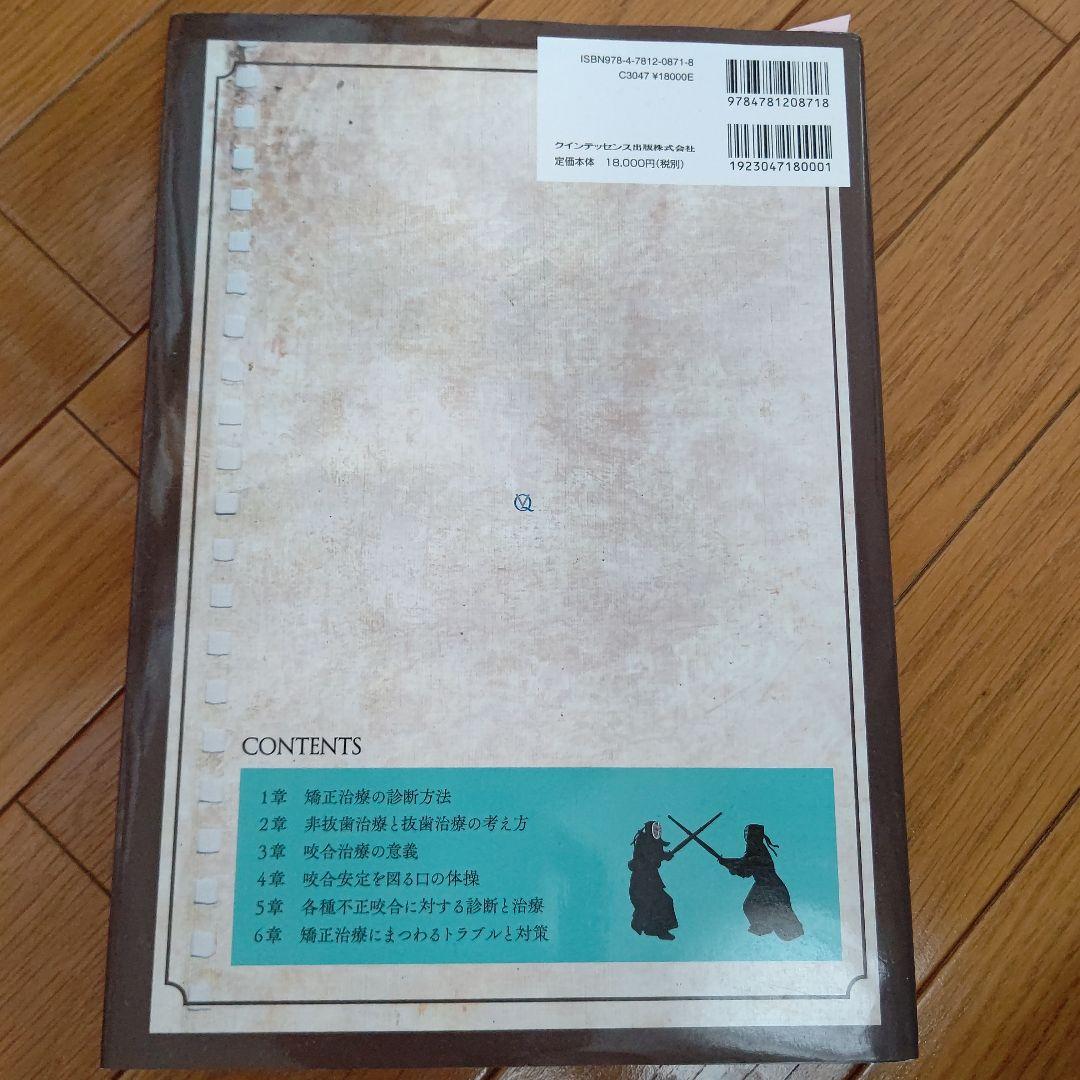 ISBN978-4-7812-0871-8
C3047 ¥18000E
9784781208718
クインテッセンス出版株式会社
定価本体 18,000円(税別)
1923047180001
CONTENTS
1章 矯正治療の診断方法
2章 非抜歯治療と抜歯治療の考え方
3章 咬合治療の意義
4章 咬合安定を図る口の体操
5章 各種不正咬合に対する診断と治療
6章 矯正治療にまつわるトラブルと対策